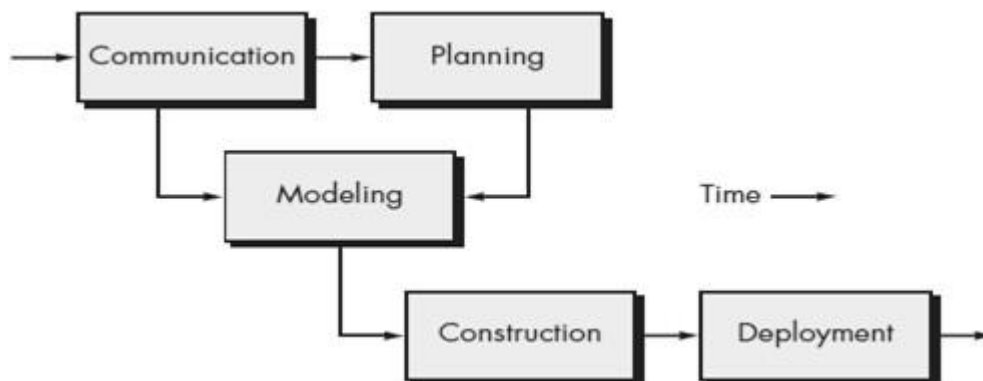 Communication
Planning
Modeling
Time
Construction
Deployment